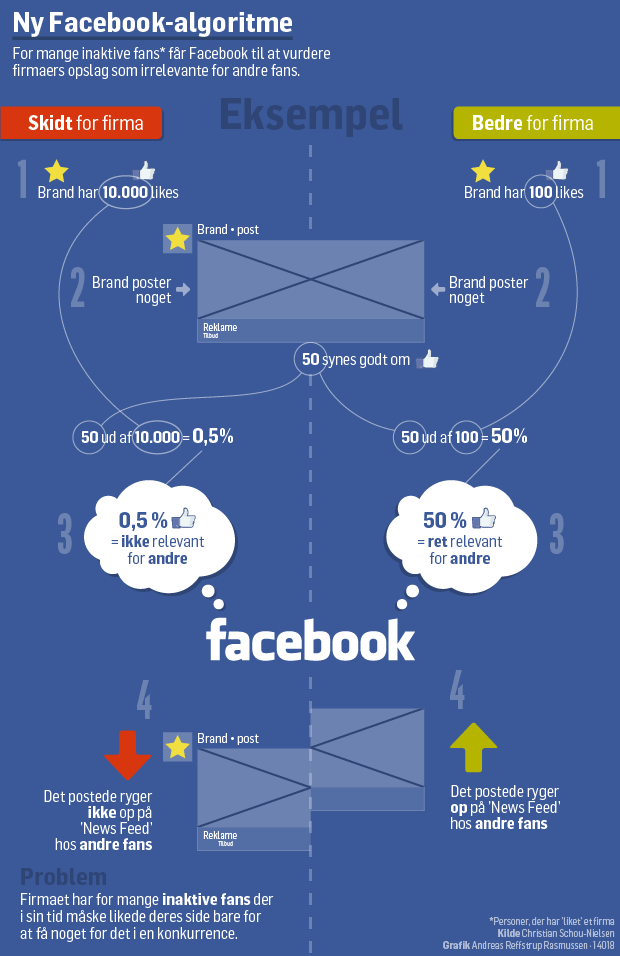 Ny Facebook-algoritme
For mange inaktive fans* får Facebook til at vurdere
firmaers opslag som irrelevante for andre fans.
Eksempel
Skidt for firma
Bedre for firma
1
Brand har 10.000 likes
Brand har 100 likes
1
Brand • post
2
Brand poster
noget
Brand poster
noget
2
Reklame
Tilbud
50 synes godt om
50 ud af 10.000 = 0,5%
50 ud af 100 = 50%
3
0,5 %
= ikke relevant
for andre
50 %
= ret relevant
for andre
3
facebook
4
4
Brand • post
Det postede ryger
ikke op på
'News Feed'
hos andre fans
Det postede ryger
op på 'News Feed'
hos andre fans
Reklame
Tilbud
Problem
Firmaet har for mange inaktive fans der
i sin tid måske likede deres side bare for
at få noget for det i en konkurrence.
*Personer, der har 'liket' et firma
Kilde Christian Schou-Nielsen
Grafik Andreas Reffstrup Rasmussen · 14018